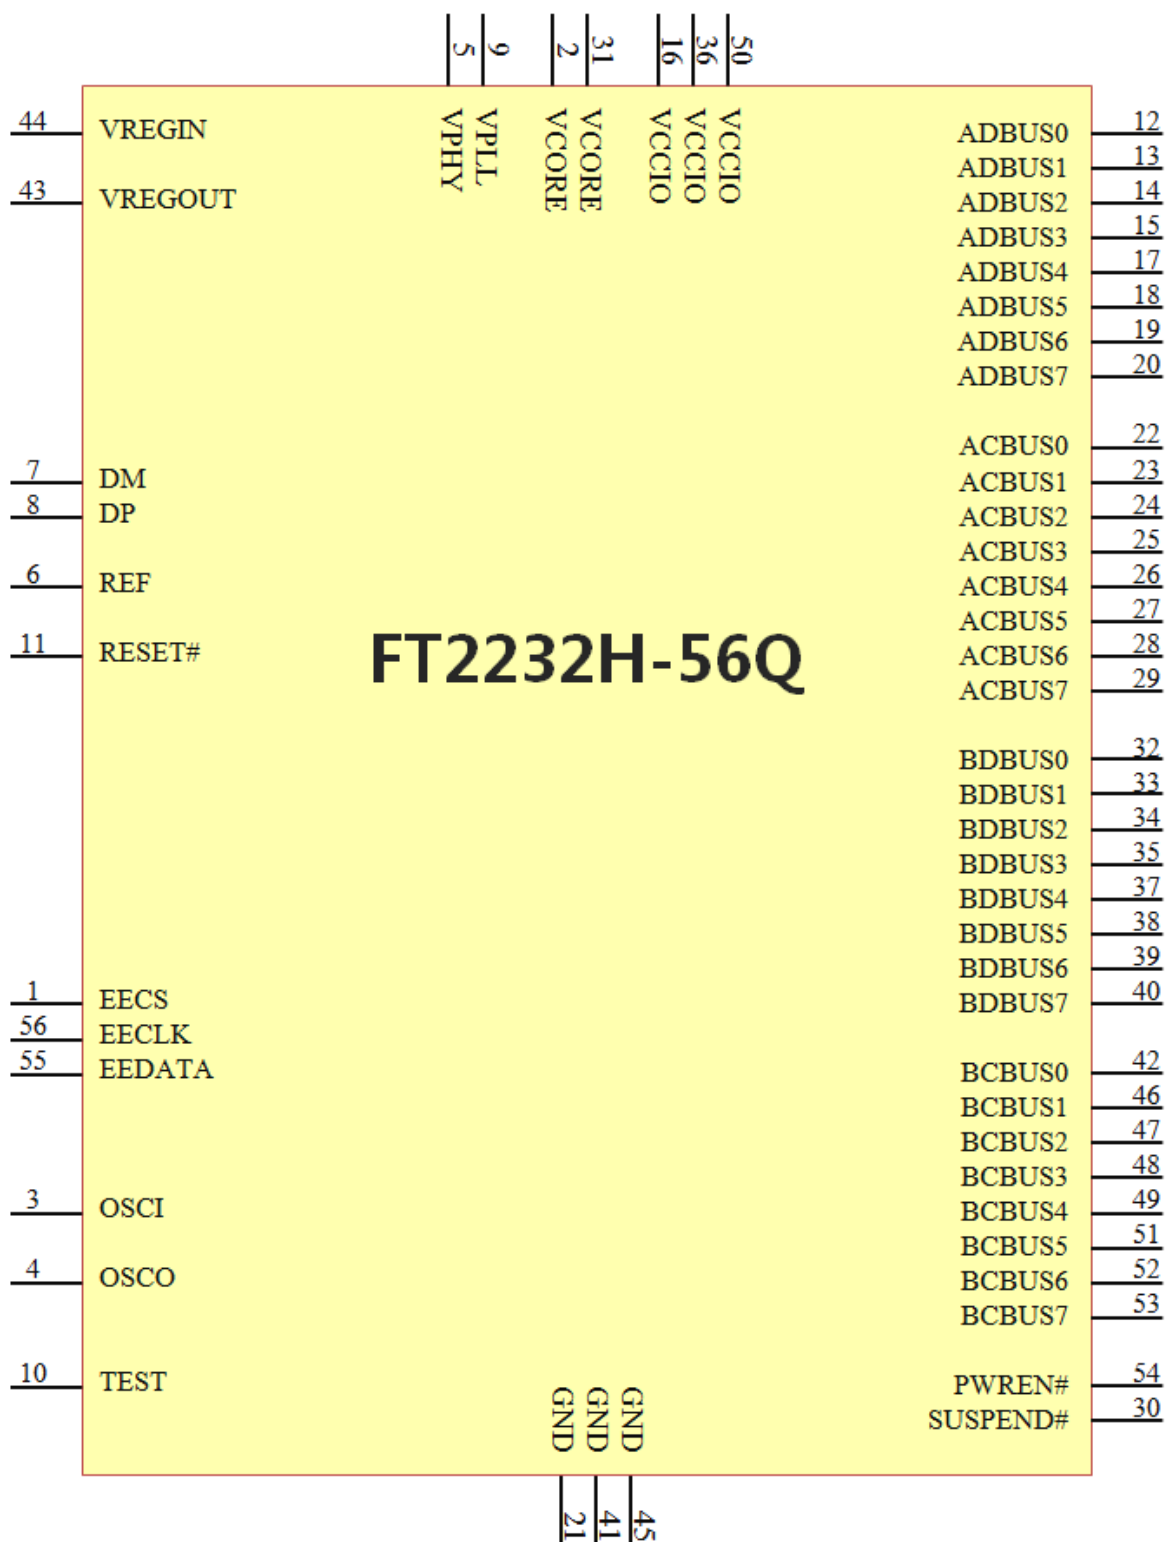 5 9 2 31 16 36 50
VPHY VPLL VCORE VCORE VCCIO VCCIO VCCIO
44 VREGIN
43 VREGOUT
7 DM
8 DP
6 REF
11 RESET#
1 EECS
56 EECLK
55 EEDATA
3 OSCI
4 OSCO
10 TEST
FT2232H-56Q
ADBUS0 12
ADBUS1 13
ADBUS2 14
ADBUS3 15
ADBUS4 17
ADBUS5 18
ADBUS6 19
ADBUS7 20
ACBUS0 22
ACBUS1 23
ACBUS2 24
ACBUS3 25
ACBUS4 26
ACBUS5 27
ACBUS6 28
ACBUS7 29
BDBUS0 32
BDBUS1 33
BDBUS2 34
BDBUS3 35
BDBUS4 37
BDBUS5 38
BDBUS6 39
BDBUS7 40
BCBUS0 42
BCBUS1 46
BCBUS2 47
BCBUS3 48
BCBUS4 49
BCBUS5 51
BCBUS6 52
BCBUS7 53
PWREN# 54
SUSPEND# 30
GND GND GND
21 41 45